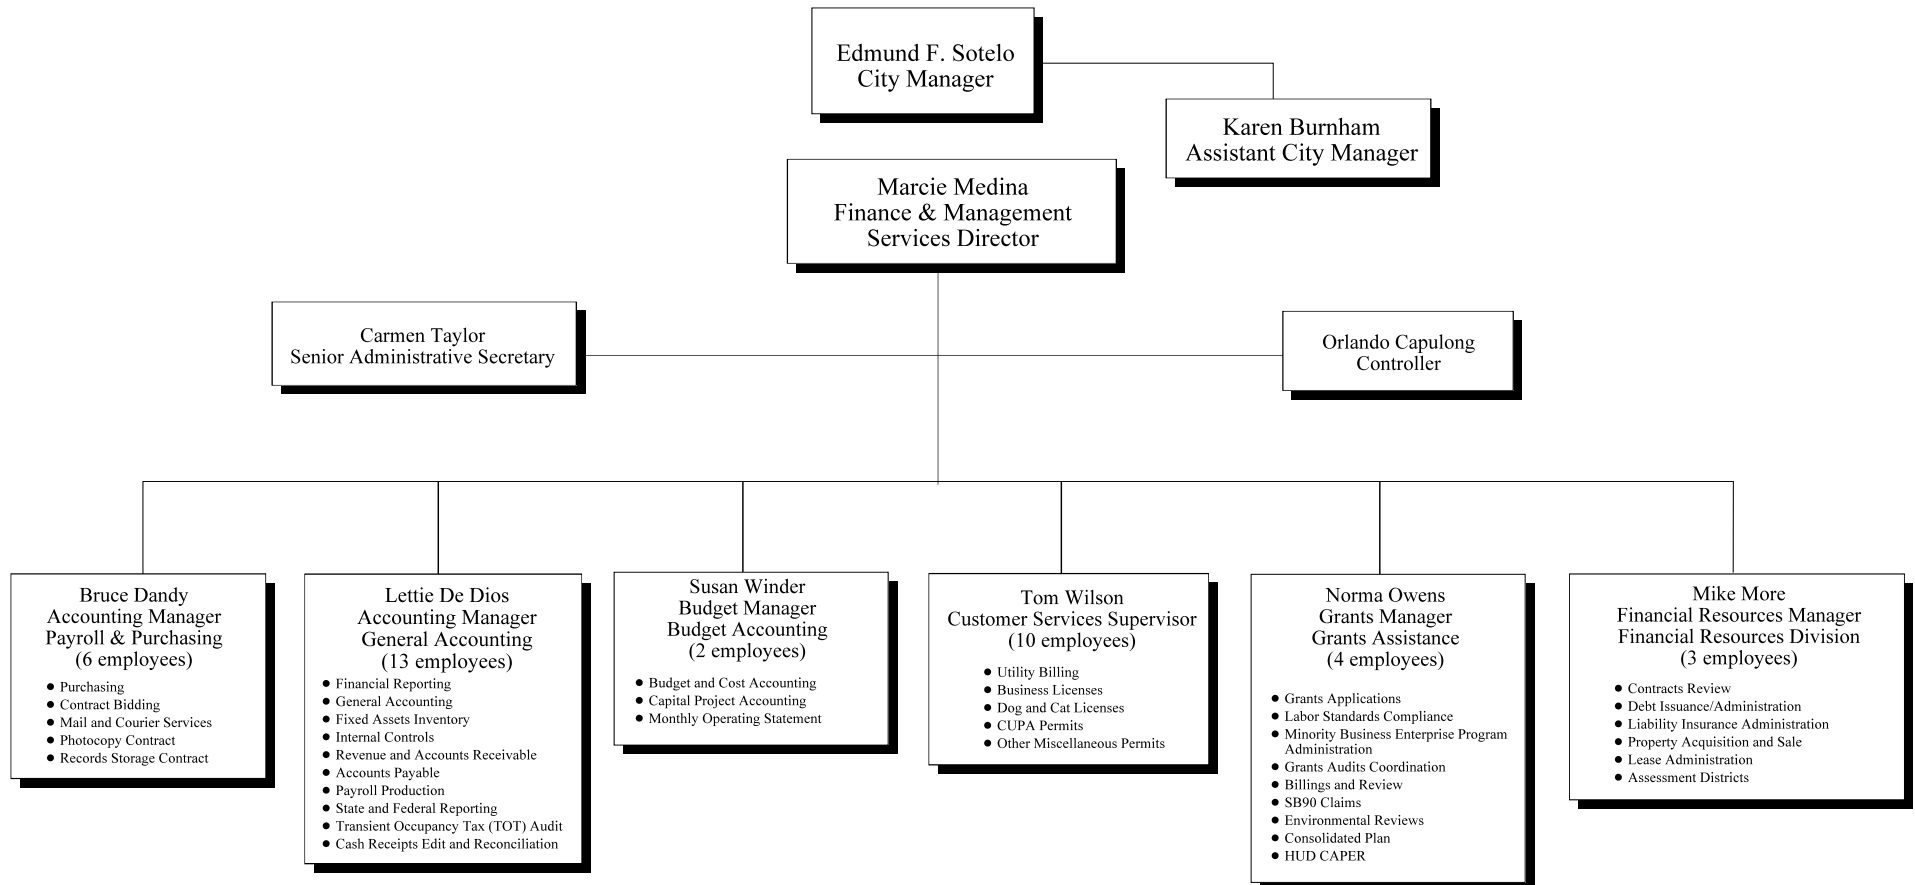 Edmund F. Sotelo
City Manager
Karen Burnham
Assistant City Manager
Marcie Medina
Finance & Management
Services Director
Carmen Taylor
Senior Administrative Secretary
Orlando Capulong
Controller
Bruce Dandy
Accounting Manager
Payroll & Purchasing
(6 employees)
● Purchasing
● Contract Bidding
● Mail and Courier Services
● Photocopy Contract
● Records Storage Contract
Lettie De Dios
Accounting Manager
General Accounting
(13 employees)
● Financial Reporting
● General Accounting
● Fixed Assets Inventory
● Internal Controls
● Revenue and Accounts Receivable
● Accounts Payable
● Payroll Production
● State and Federal Reporting
● Transient Occupancy Tax (TOT) Audit
● Cash Receipts Edit and Reconciliation
Susan Winder
Budget Manager
Budget Accounting
(2 employees)
● Budget and Cost Accounting
● Capital Project Accounting
● Monthly Operating Statement
Tom Wilson
Customer Services Supervisor
(10 employees)
● Utility Billing
● Business Licenses
● Dog and Cat Licenses
● CUPA Permits
● Other Miscellaneous Permits
Norma Owens
Grants Manager
Grants Assistance
(4 employees)
● Grants Applications
● Labor Standards Compliance
● Minority Business Enterprise Program
Administration
● Grants Audits Coordination
● Billings and Review
● SB90 Claims
● Environmental Reviews
● Consolidated Plan
● HUD CAPER
Mike More
Financial Resources Manager
Financial Resources Division
(3 employees)
● Contracts Review
● Debt Issuance/Administration
● Liability Insurance Administration
● Property Acquisition and Sale
● Lease Administration
● Assessment Districts